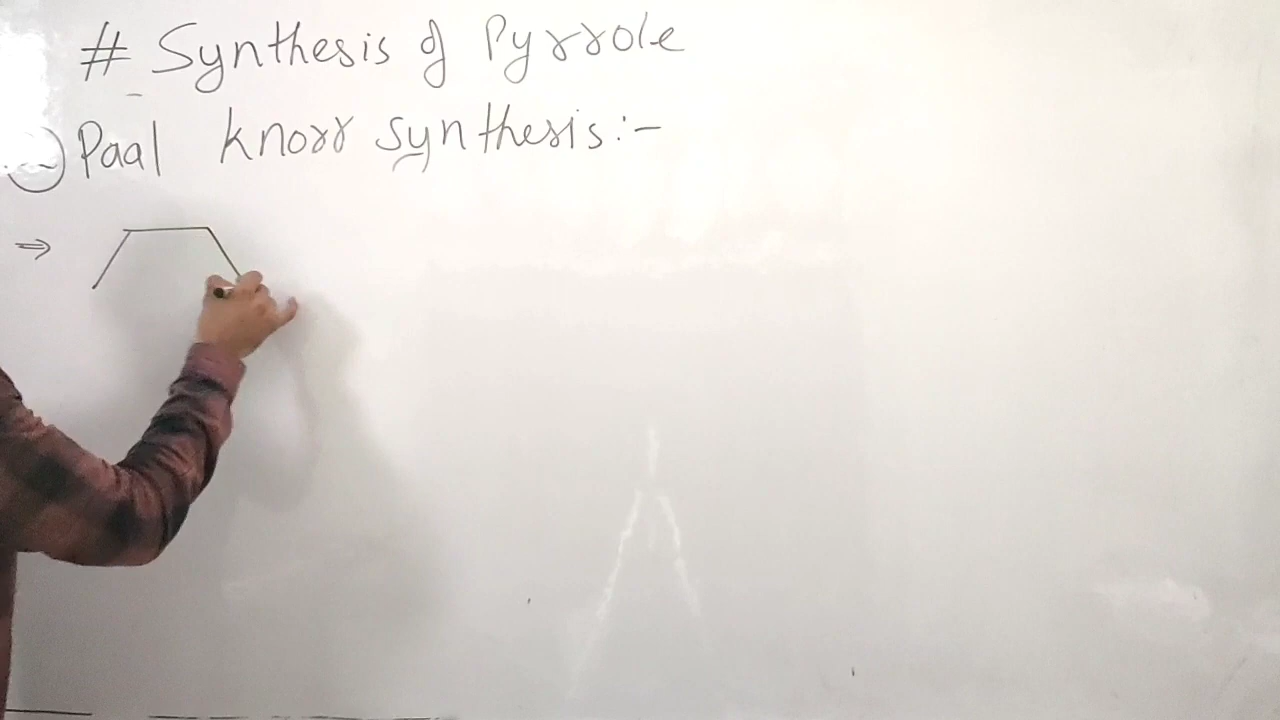 # Synthesis of Pyrrole
Paal knorr synthesis:-
⇒